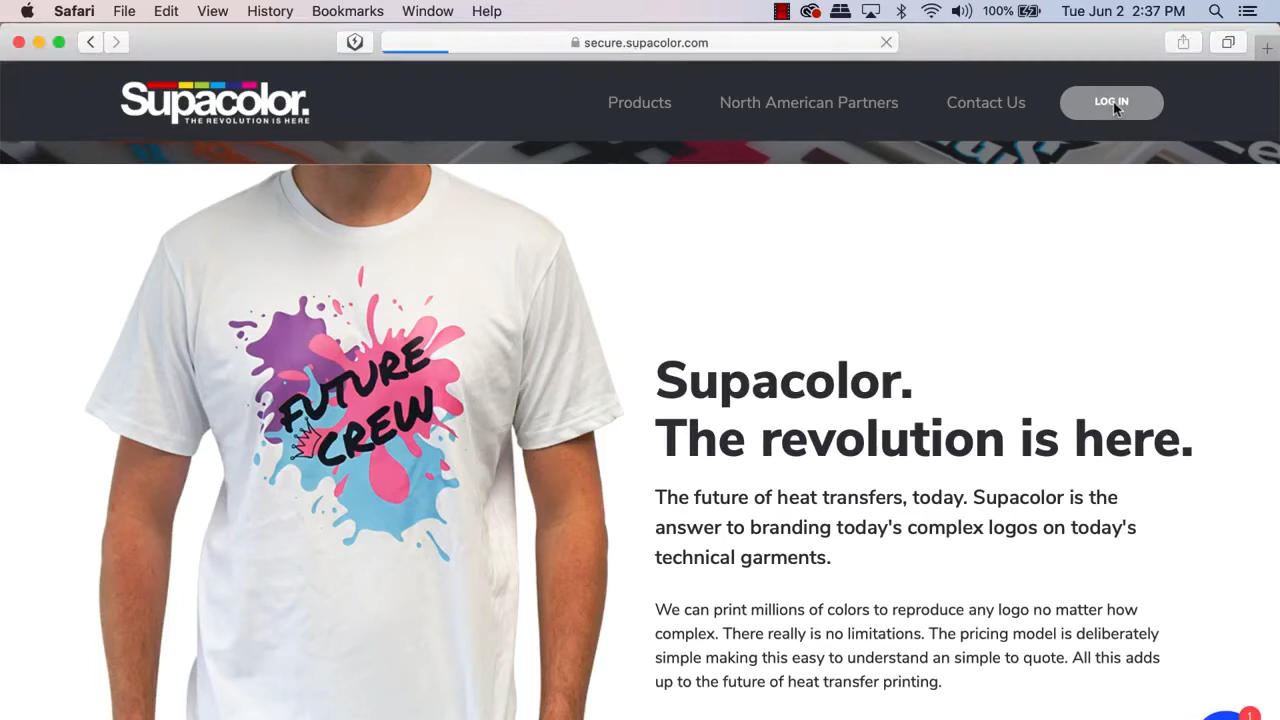 Safari File Edit View History Bookmarks Window Help 100% Tue Jun 2 2:37 PM
secure.supacolor.com
Supacolor.
THE REVOLUTION IS HERE
Products North American Partners Contact Us LOG IN
FUTURE
CREW
Supacolor.
The revolution is here.
The future of heat transfers, today. Supacolor is the
answer to branding today's complex logos on today's
technical garments.
We can print millions of colors to reproduce any logo no matter how
complex. There really is no limitations. The pricing model is deliberately
simple making this easy to understand an simple to quote. All this adds
up to the future of heat transfer printing.
1